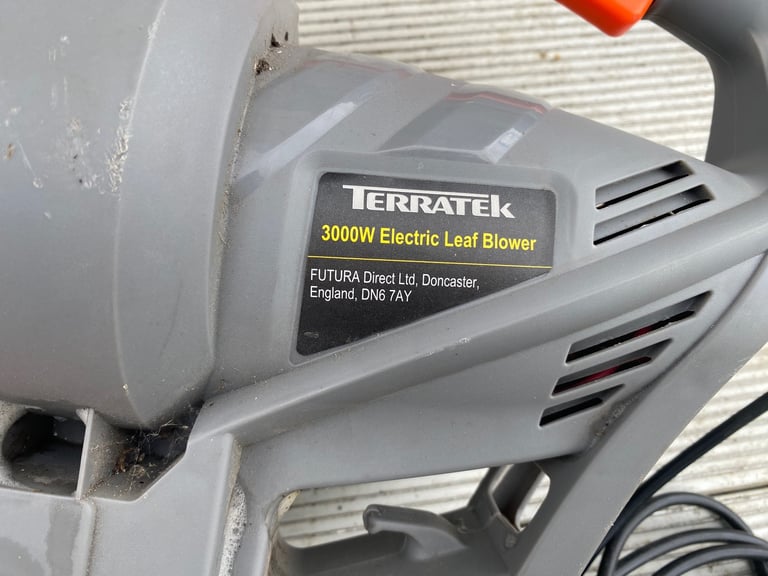 TERRATEK
3000W Electric Leaf Blower
FUTURA Direct Ltd, Doncaster,
England, DN6 7AY